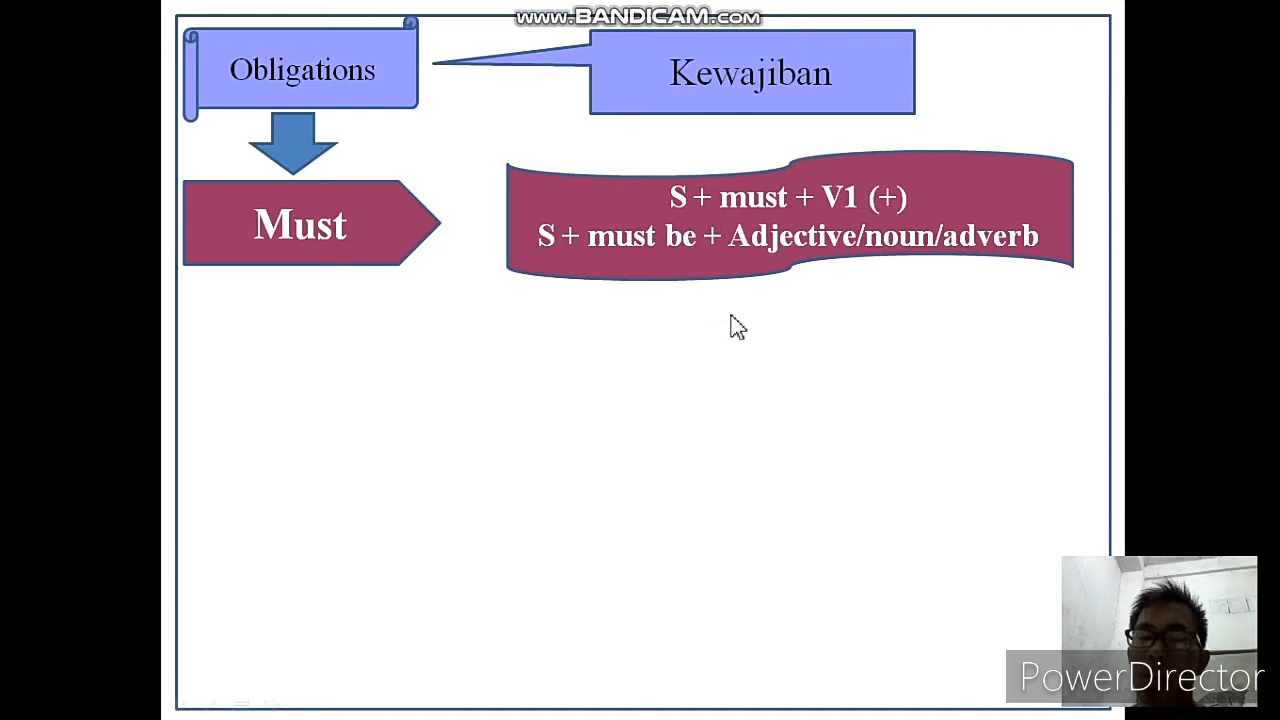 www.BANDICAM.com
Obligations
Kewajiban
Must
S + must + V1 (+)
S + must be + Adjective/noun/adverb
PowerDirector